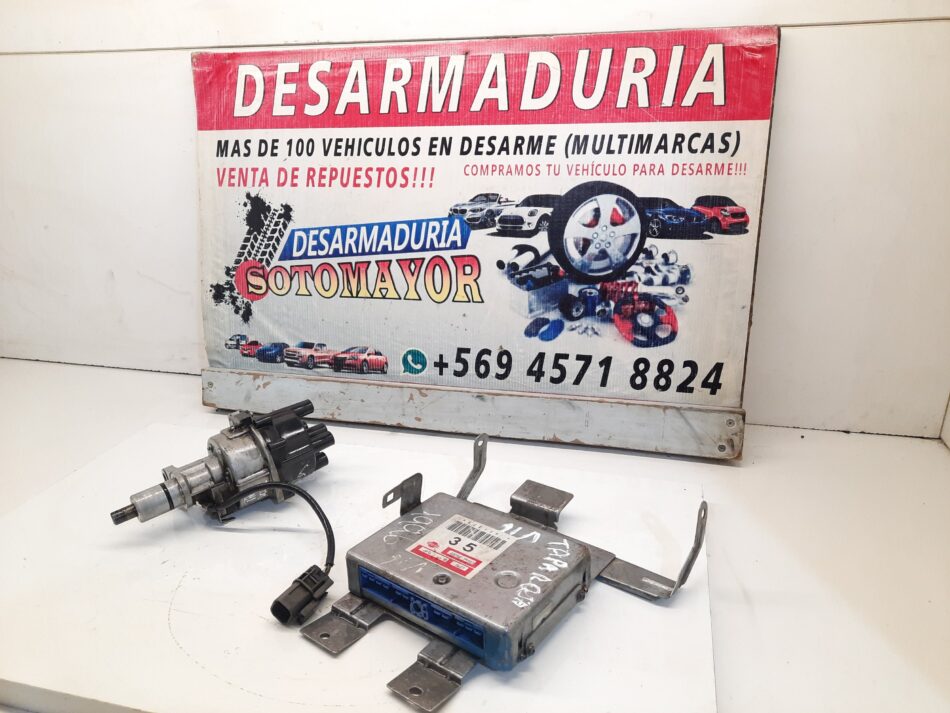 DESARMADURIA
MAS DE 100 VEHICULOS EN DESARME (MULTIMARCAS)
VENTA DE REPUESTOS!!!
COMPRAMOS TU VEHÍCULO PARA DESARME!!!
DESARMADURIA
SOTOMAYOR
+569 4571 8824
35